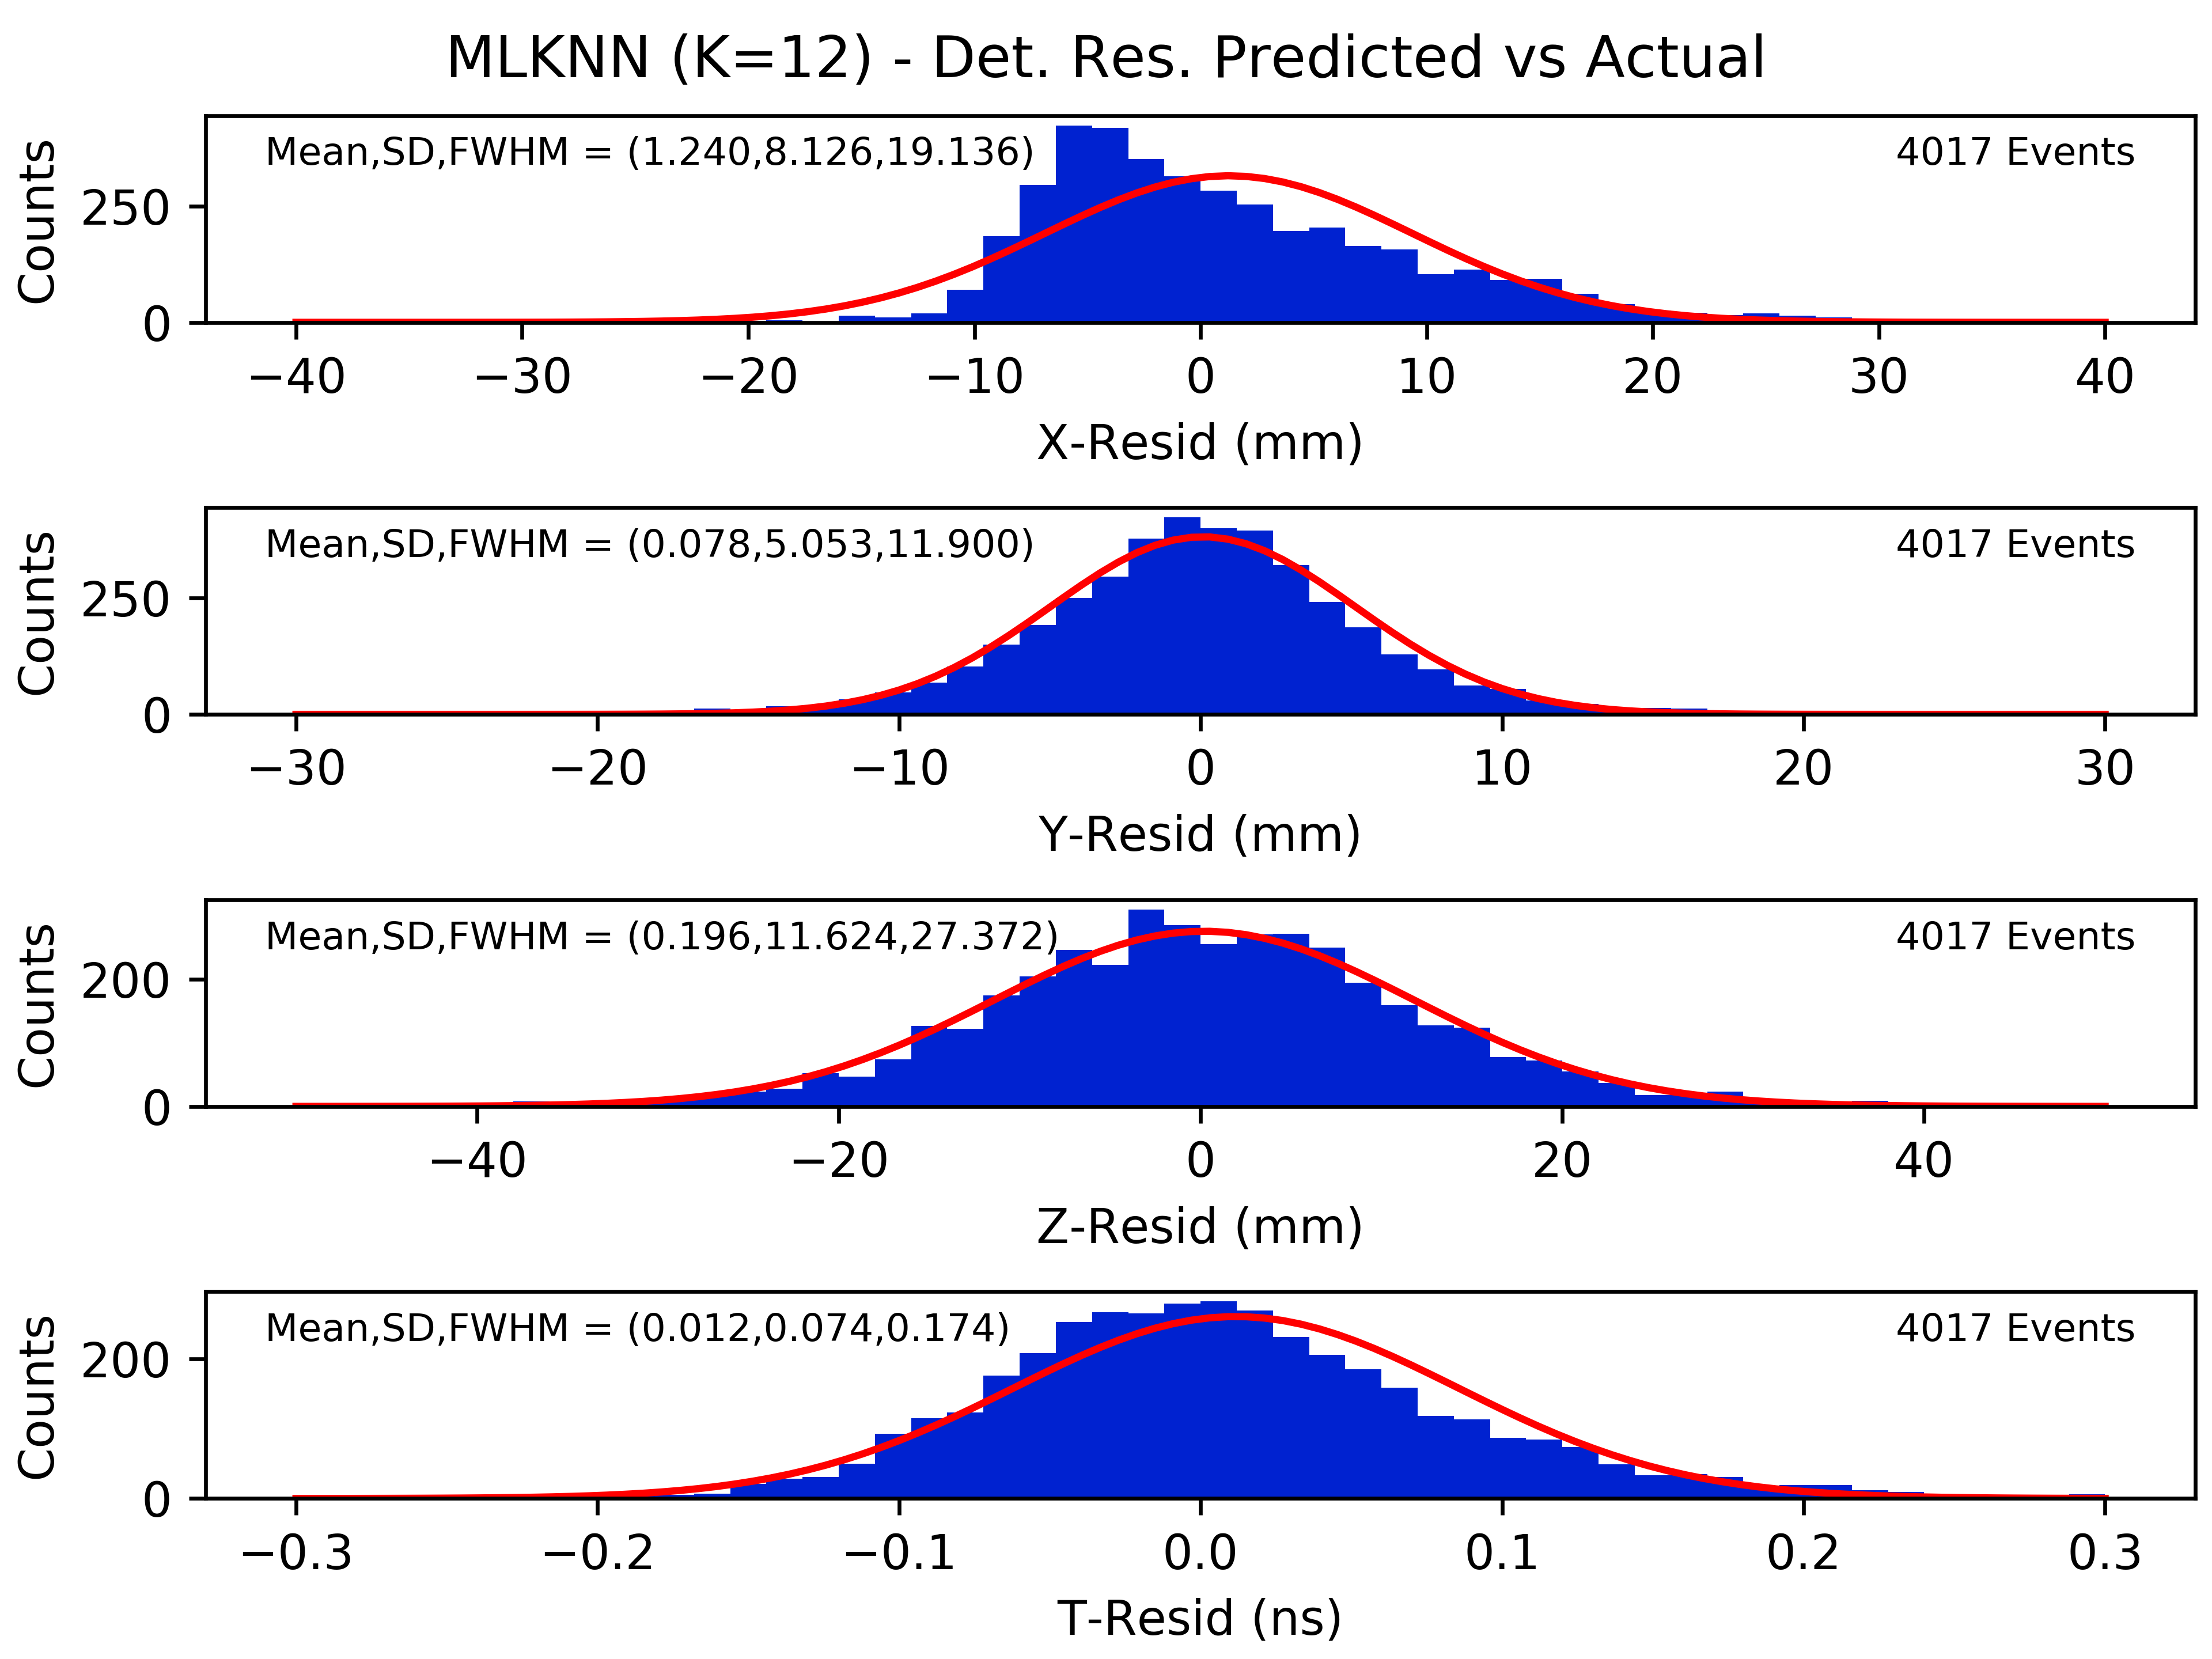 MLKNN (K=12) - Det. Res. Predicted vs Actual
Mean,SD,FWHM = (1.240,8.126,19.136)
4017 Events
Counts
250
0
−40 −30 −20 −10 0 10 20 30 40
X-Resid (mm)
Mean,SD,FWHM = (0.078,5.053,11.900)
4017 Events
Counts
250
0
−30 −20 −10 0 10 20 30
Y-Resid (mm)
Mean,SD,FWHM = (0.196,11.624,27.372)
4017 Events
Counts
200
0
−40 −20 0 20 40
Z-Resid (mm)
Mean,SD,FWHM = (0.012,0.074,0.174)
4017 Events
Counts
200
0
−0.3 −0.2 −0.1 0.0 0.1 0.2 0.3
T-Resid (ns)